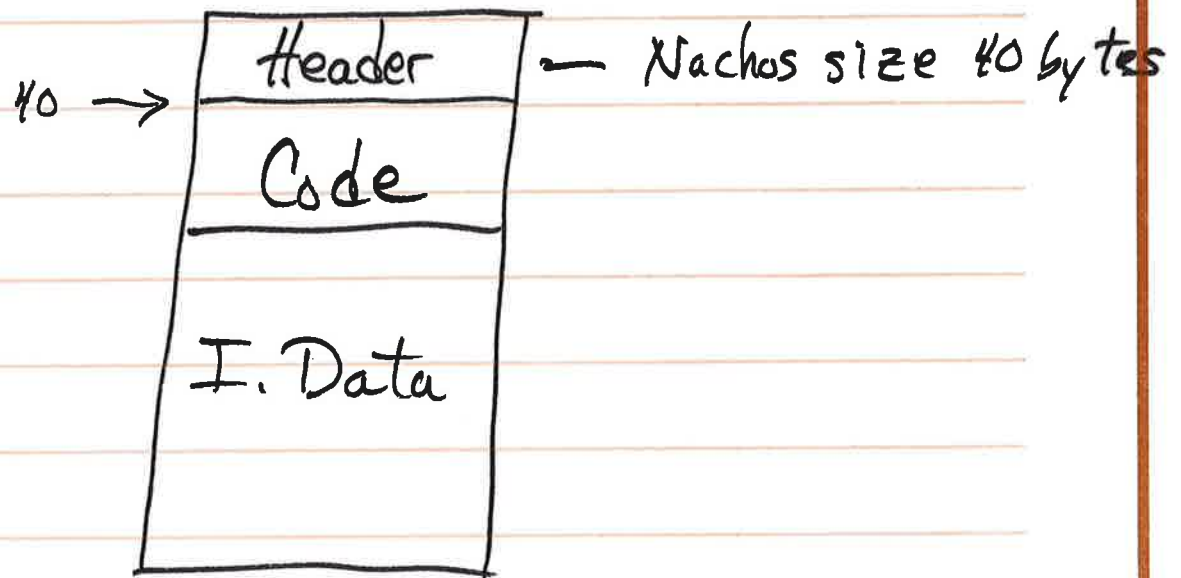 Header — Nachos size 40 bytes
40 →
Code
I. Data